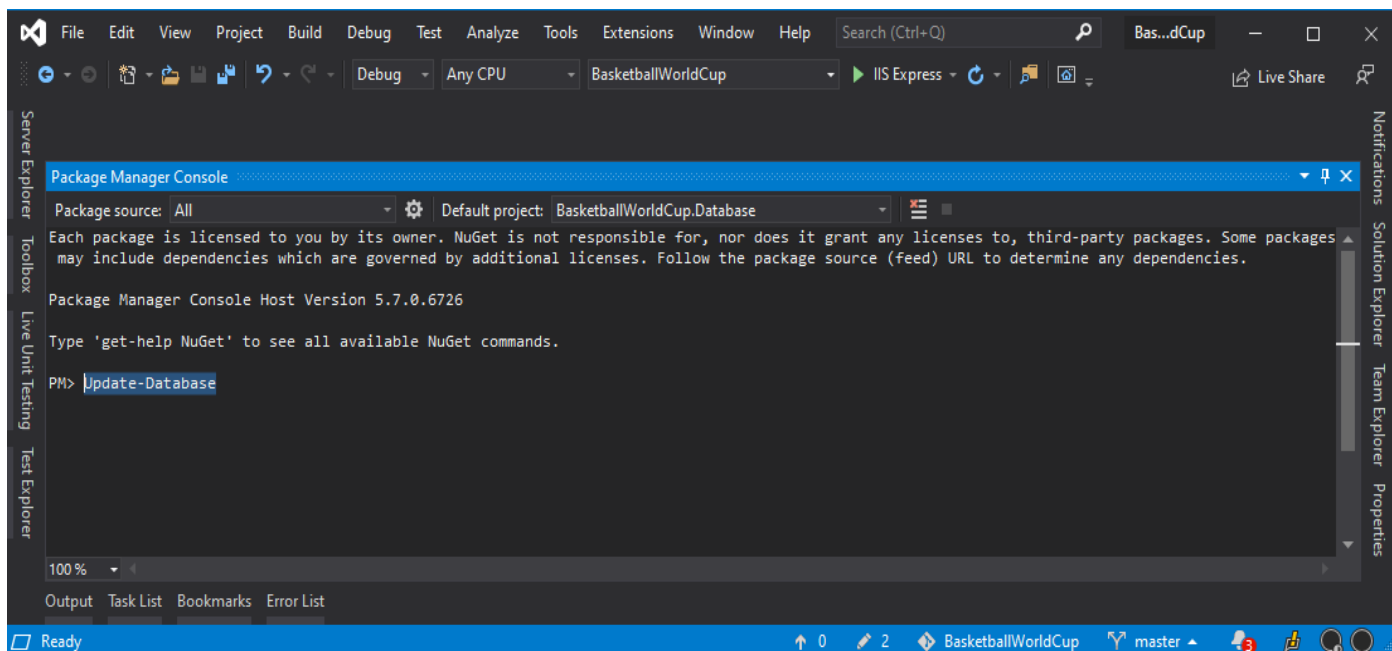 File Edit View Project Build Debug Test Analyze Tools Extensions Window Help Search (Ctrl+Q) Bas...dCup
Debug Any CPU BasketballWorldCup IIS Express Live Share
Server Explorer
Toolbox
Live Unit Testing
Test Explorer
Package Manager Console
Package source: All Default project: BasketballWorldCup.Database
Each package is licensed to you by its owner. NuGet is not responsible for, nor does it grant any licenses to, third-party packages. Some packages
may include dependencies which are governed by additional licenses. Follow the package source (feed) URL to determine any dependencies.
Package Manager Console Host Version 5.7.0.6726
Type 'get-help NuGet' to see all available NuGet commands.
PM> Update-Database
100 %
Output Task List Bookmarks Error List
Notifications
Solution Explorer
Team Explorer
Properties
Ready 0 2 BasketballWorldCup master 3